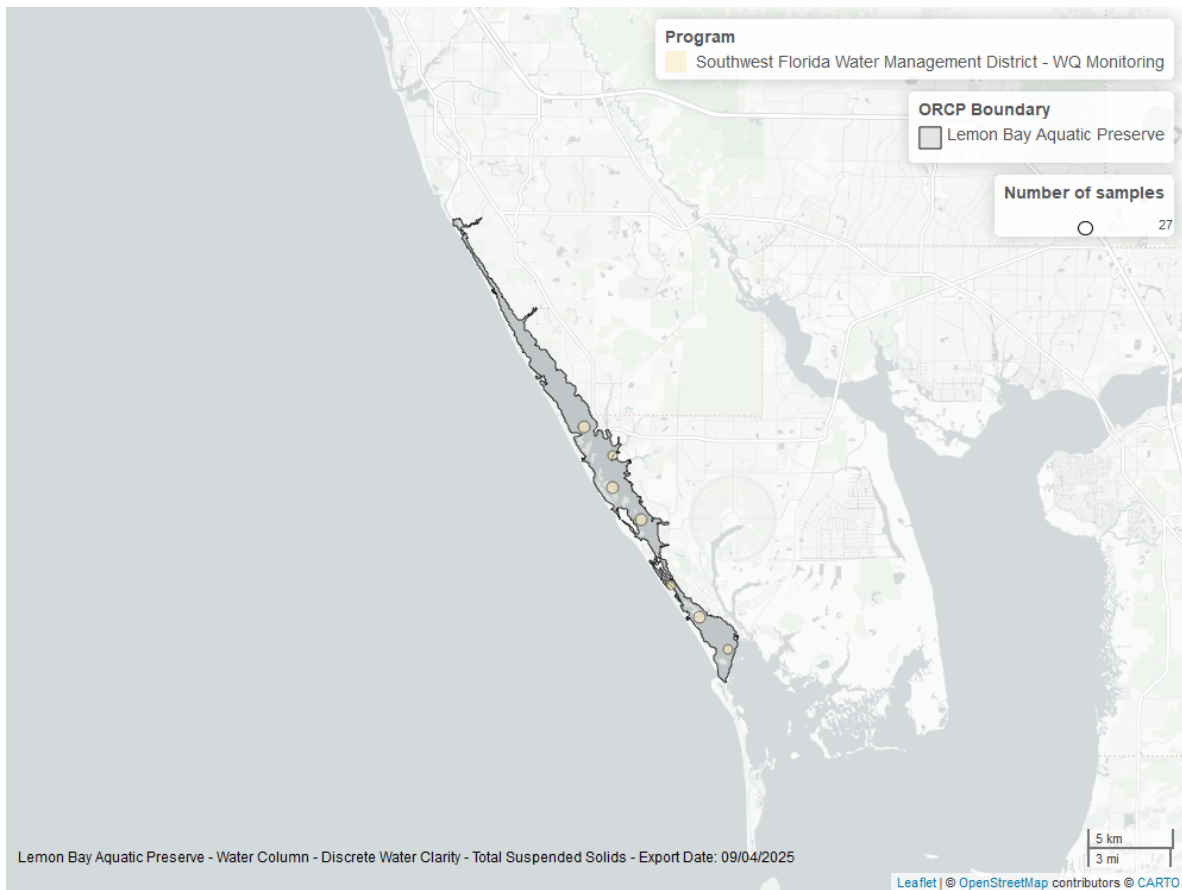 Program
Southwest Florida Water Management District - WQ Monitoring
ORCP Boundary
Lemon Bay Aquatic Preserve
Number of samples
27
5 km
3 mi
Lemon Bay Aquatic Preserve - Water Column - Discrete Water Clarity - Total Suspended Solids - Export Date: 09/04/2025
Leaflet | © OpenStreetMap contributors © CARTO